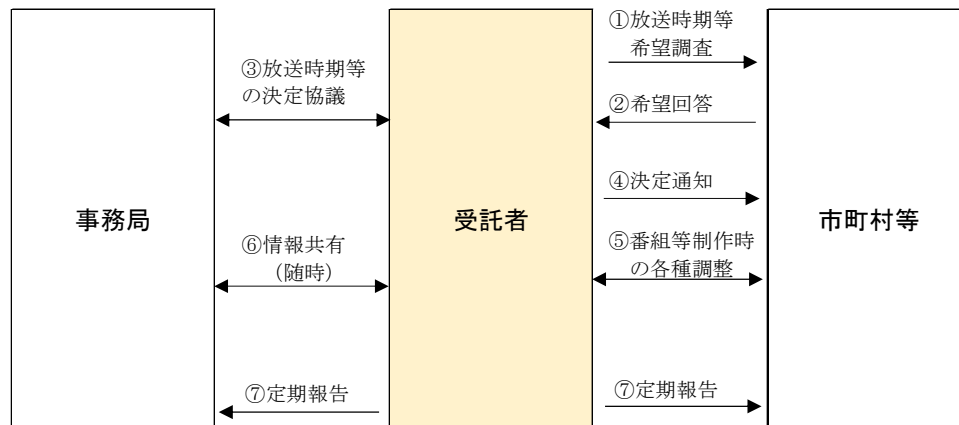 ①放送時期等
希望調査
③放送時期等
の決定協議
②希望回答
④決定通知
事務局
受託者
市町村等
⑥情報共有
（随時）
⑤番組等制作時
の各種調整
⑦定期報告
⑦定期報告